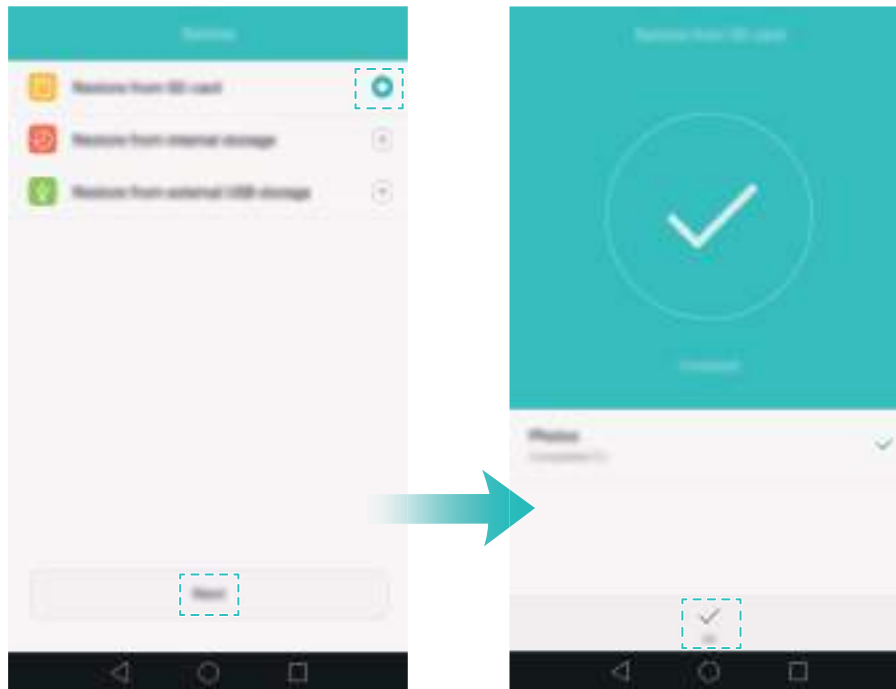 Restore
Restore from SD card
Restore from internal storage
Restore from external USB storage
Next
Restore from SD card
Completed
Photos